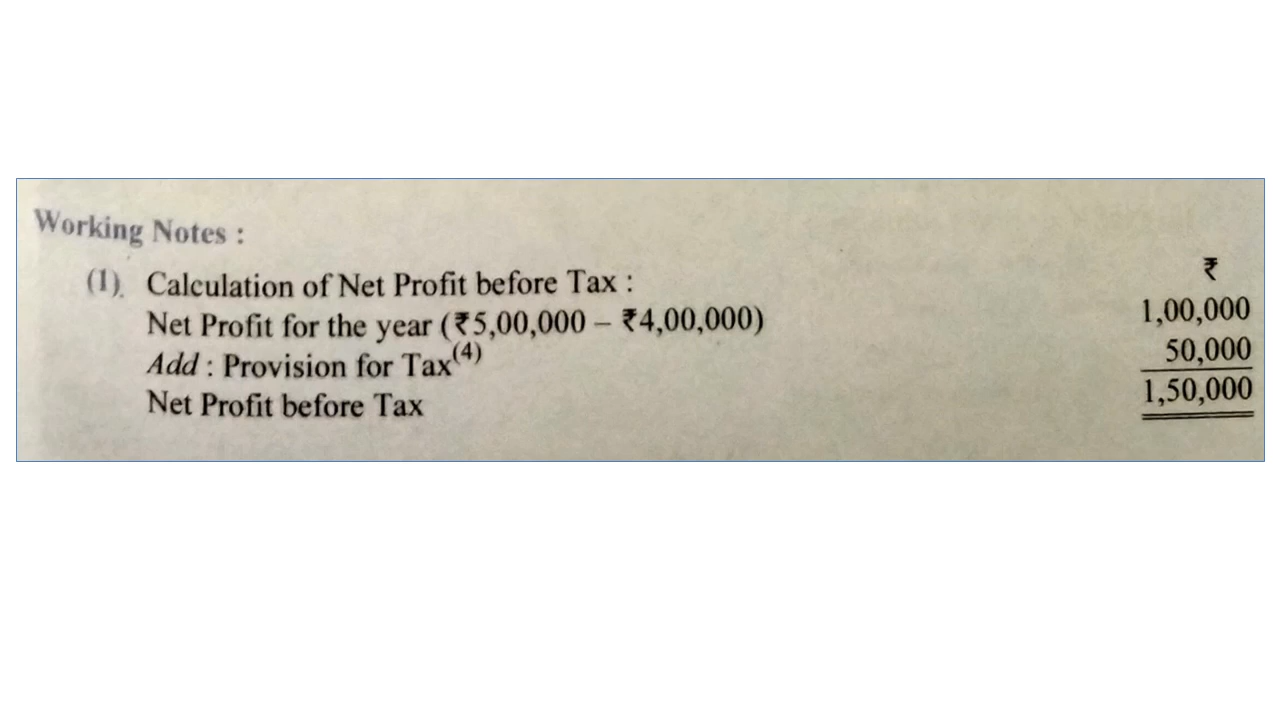 Working Notes :
₹
(1). Calculation of Net Profit before Tax :
Net Profit for the year (₹5,00,000 – ₹4,00,000) 1,00,000
Add : Provision for Tax(4) 50,000
Net Profit before Tax 1,50,000